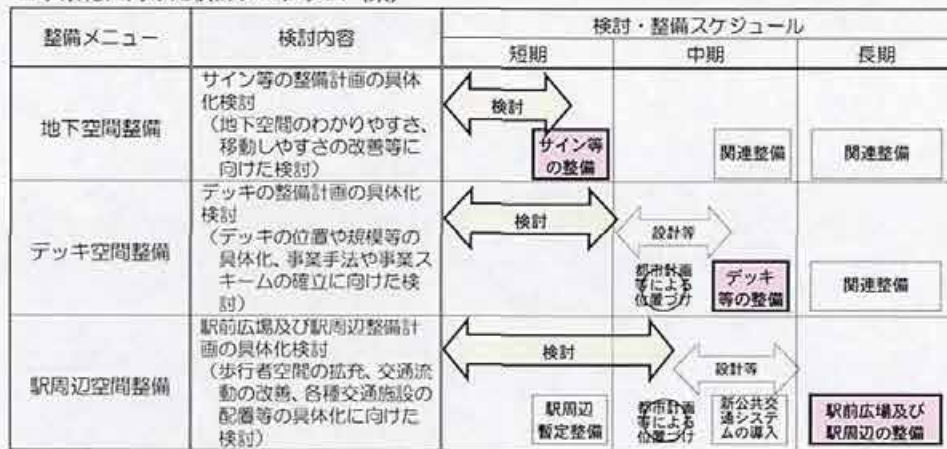 整備メニュー
検討内容
検討・整備スケジュール
短期
中期
長期
地下空間整備
サイン等の整備計画の具体
化検討
（地下空間のわかりやすさ、
移動しやすさの改善等に
向けた検討）
検討
サイン等
の整備
関連整備
関連整備
デッキ空間整備
デッキの整備計画の具体化
検討
（デッキの位置や規模等の
具体化、事業手法や事業ス
キームの確立に向けた検
討）
検討
設計等
都市計画
等による
位置づけ
デッキ
等の整備
関連整備
駅周辺空間整備
駅前広場及び駅周辺整備計
画の具体化検討
（歩行者空間の拡充、交通流
動の改善、各種交通施設の
配置等の具体化に向けた
検討）
検討
設計等
駅周辺
暫定整備
都市計画
等による
位置づけ
新公共交
通システ
ムの導入
駅前広場及び
駅周辺の整備